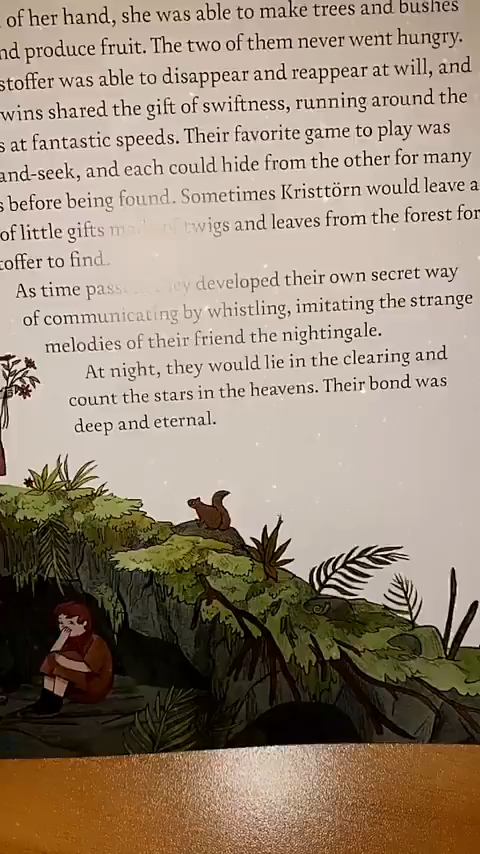 of her hand, she was able to make trees and bushes
nd produce fruit. The two of them never went hungry.
stoffer was able to disappear and reappear at will, and
wins shared the gift of swiftness, running around the
s at fantastic speeds. Their favorite game to play was
and-seek, and each could hide from the other for many
s before being found. Sometimes Kristtörn would leave a
of little gifts made of twigs and leaves from the forest for
toffer to find.
As time pass they developed their own secret way
of communicating by whistling, imitating the strange
melodies of their friend the nightingale.
At night, they would lie in the clearing and
count the stars in the heavens. Their bond was
deep and eternal.